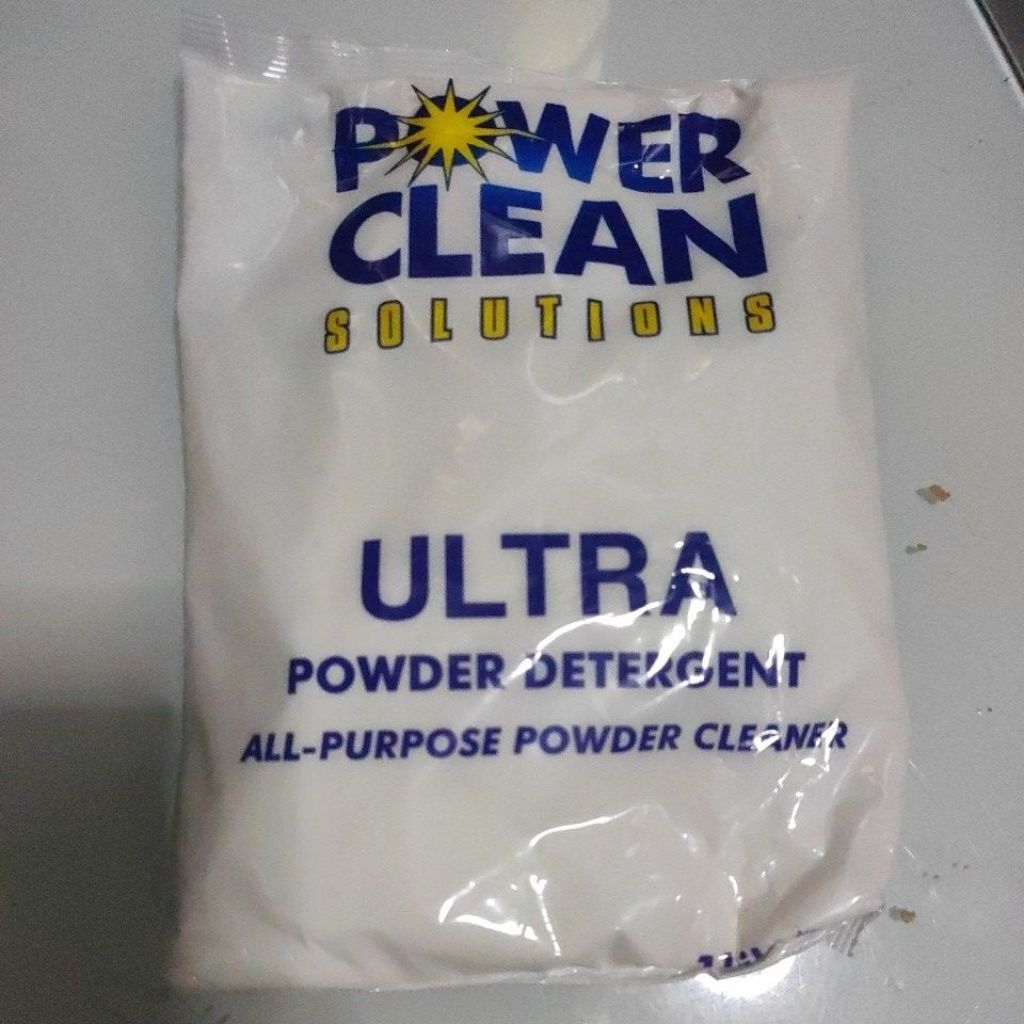 POWER
CLEAN
SOLUTIONS
ULTRA
POWDER DETERGENT
ALL-PURPOSE POWDER CLEANER